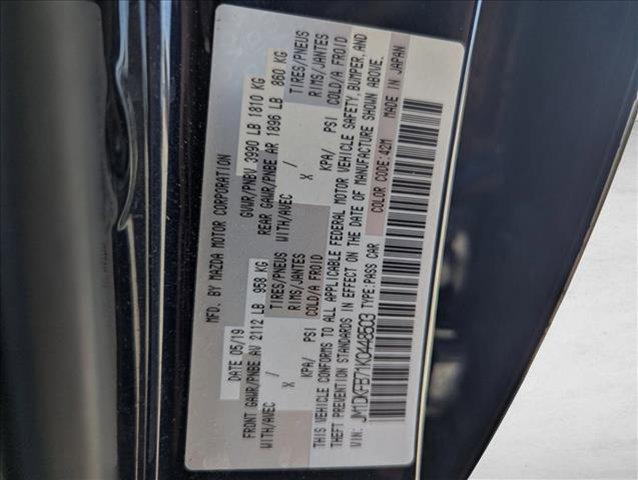 MFD. BY MAZDA MOTOR CORPORATION
DATE 05/19 GVWR/PNBV 3990 LB 1810 KG
FRONT GAWR/PNBE AV 2112 LB 958 KG REAR GAWR/PNBE AR 1896 LB 860 KG
WITH/AVEC TIRES/PNEUS WITH/AVEC TIRES/PNEUS
X / RIMS/JANTES X / RIMS/JANTES
KPA/ PSI COLD/A FROID KPA/ PSI COLD/A FROID
THIS VEHICLE CONFORMS TO ALL APPLICABLE FEDERAL MOTOR VEHICLE SAFETY, BUMPER, AND
THEFT PREVENTION STANDARDS IN EFFECT ON THE DATE OF MANUFACTURE SHOWN ABOVE.
VIN: JM1DKFB71K0448603 TYPE:PASS CAR COLOR CODE:42M MADE IN JAPAN